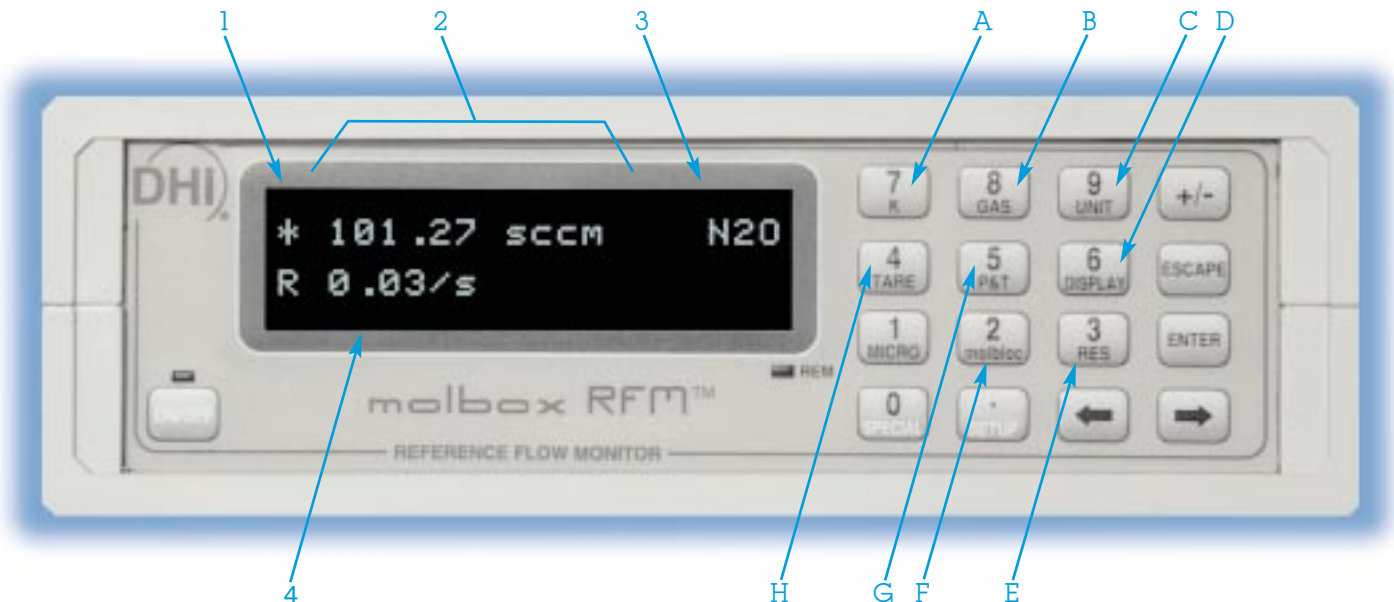 1 2 3 A B C D
DHI
* 101.27 sccm N2O
R 0.03/s
7 8 9 +/-
K GAS UNIT
4 5 6 ESCAPE
TARE P&T DISPLAY
1 2 3 ENTER
MICRO molbloc RES
0 .
SPECIAL SETUP
REM
molbox RFM™
ON/OFF
REFERENCE FLOW MONITOR
4 H G F E